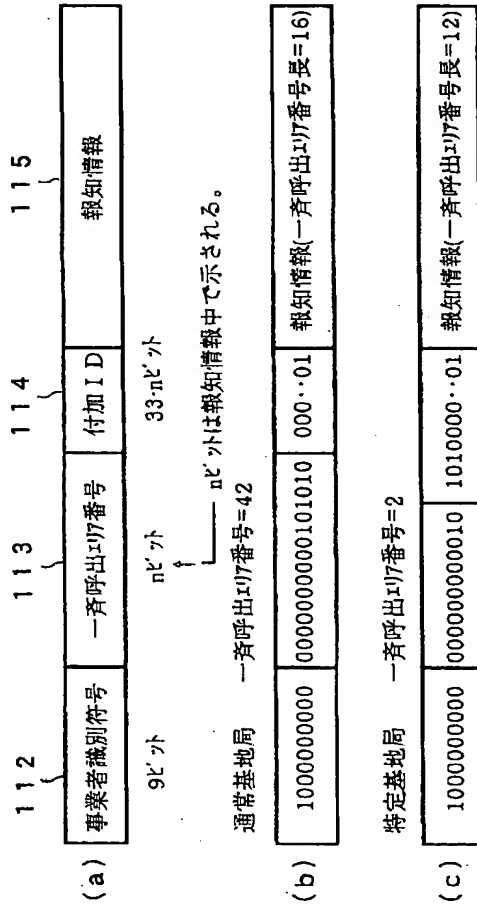 112 113 114 115
(a) 事業者識別符号 一斉呼出エリア番号 付加ID 報知情報
9ビット nビット 33-nビット
nビットは報知情報中で示される。
通常基地局 一斉呼出エリア番号=42
(b) 1000000000 0000000000101010 000‥01 報知情報(一斉呼出エリア番号長=16)
特定基地局 一斉呼出エリア番号=2
(c) 1000000000 000000000010 1010000‥01 報知情報(一斉呼出エリア番号長=12)